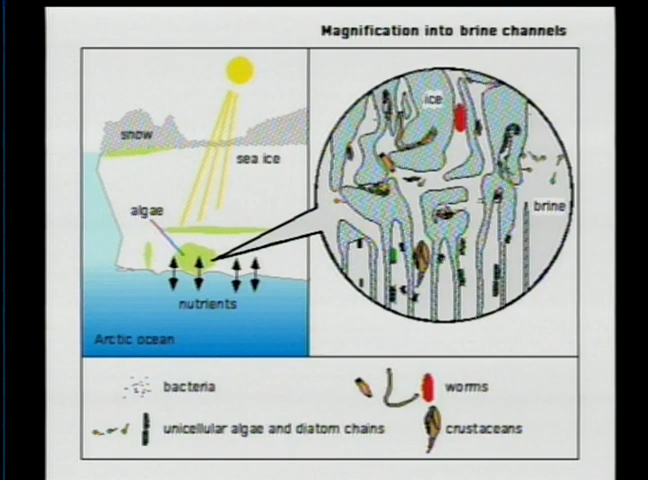 Magnification into brine channels
snow
sea ice
algae
nutrients
Arctic ocean
ice
brine
bacteria
worms
unicellular algae and diatom chains
crustaceans